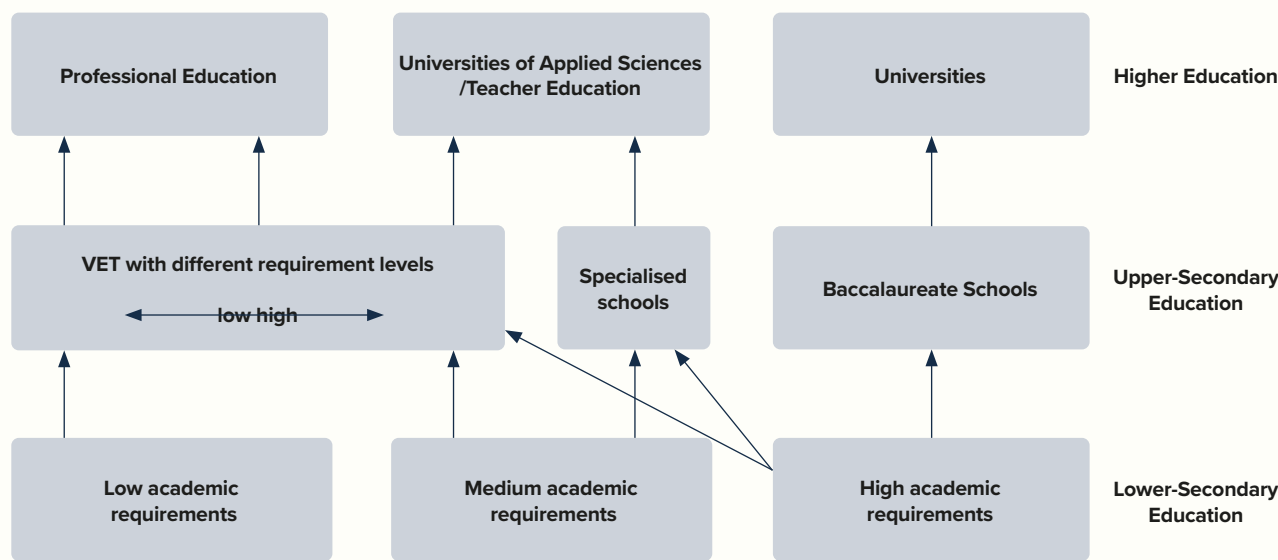 Professional Education
Universities of Applied Sciences
/Teacher Education
Universities
Higher Education
VET with different requirement levels
low high
Specialised
schools
Baccalaureate Schools
Upper-Secondary
Education
Low academic
requirements
Medium academic
requirements
High academic
requirements
Lower-Secondary
Education